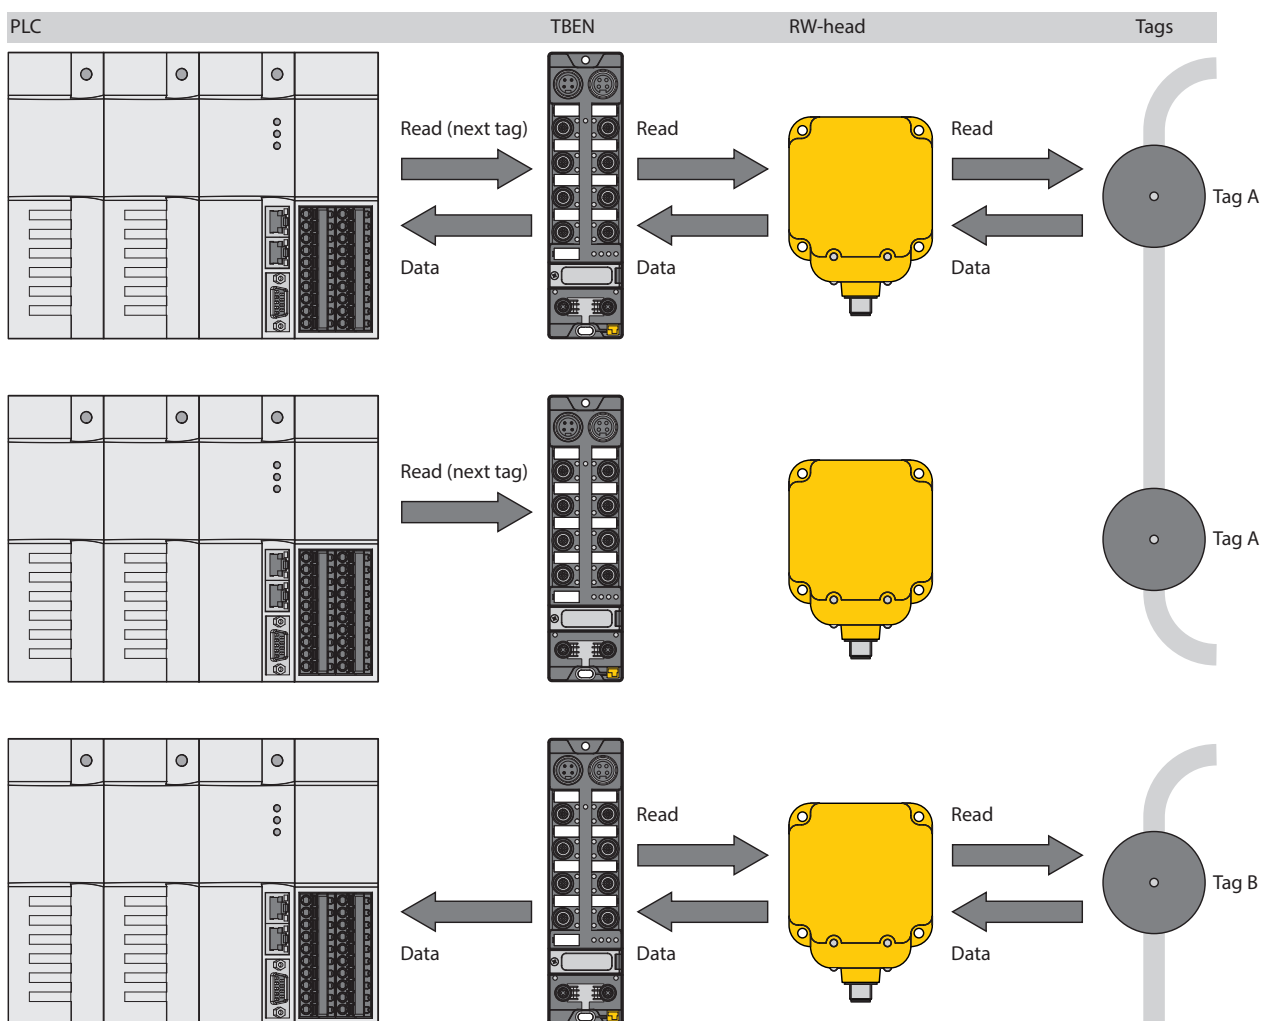 PLC TBEN RW-head Tags
Read (next tag) Read Read
Tag A
Data Data Data
Read (next tag)
Tag A
Read Read
Tag B
Data Data Data